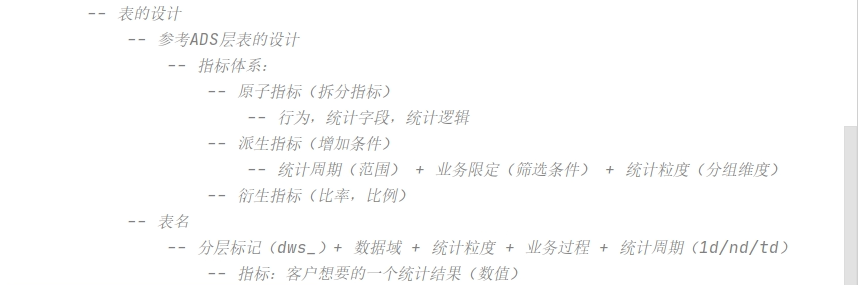 -- 表的设计
-- 参考ADS层表的设计
-- 指标体系：
-- 原子指标（拆分指标）
-- 行为，统计字段，统计逻辑
-- 派生指标（增加条件）
-- 统计周期（范围） + 业务限定（筛选条件） + 统计粒度（分组维度）
-- 衍生指标（比率，比例）
-- 表名
-- 分层标记（dws_）+ 数据域 + 统计粒度 + 业务过程 + 统计周期（1d/nd/td）
-- 指标：客户想要的一个统计结果（数值）